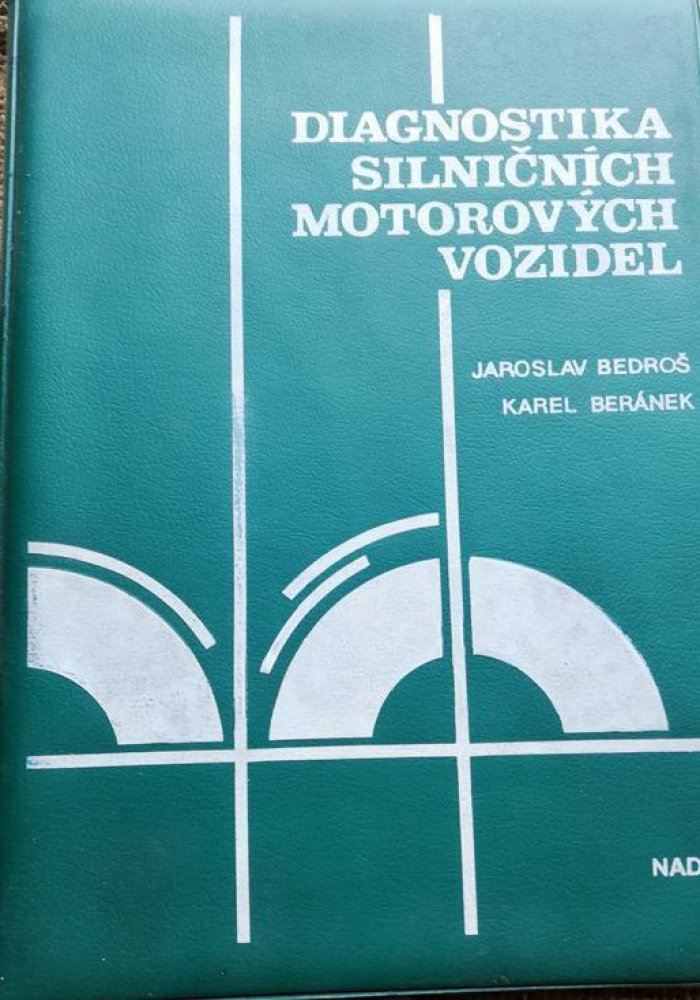 DIAGNOSTIKA
SILNIČNÍCH
MOTOROVÝCH
VOZIDEL
JAROSLAV BEDROŠ
KAREL BERÁNEK
NAD